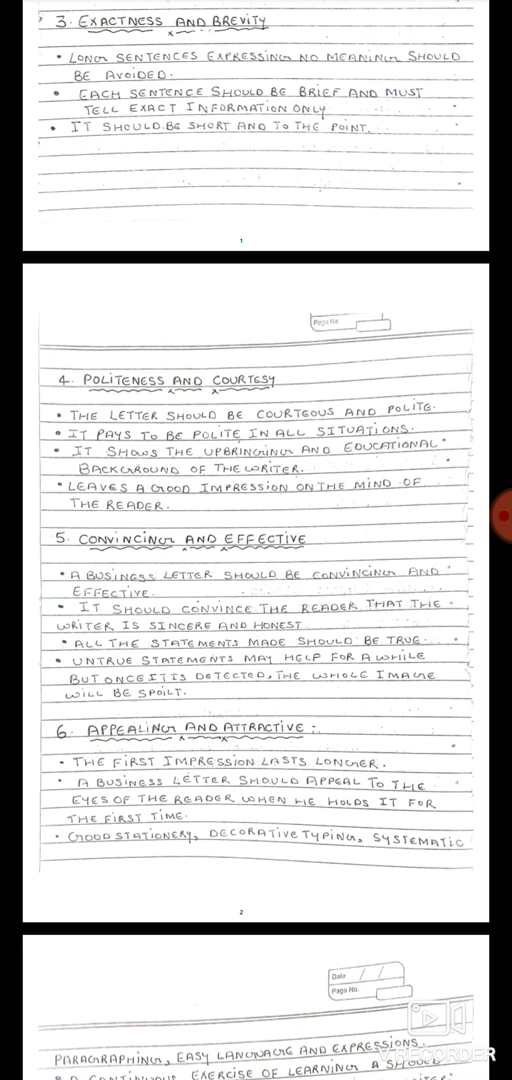 3. EXACTNESS AND BREVITY
• LONG SENTENCES EXPRESSING NO MEANING SHOULD
BE AVOIDED.
• EACH SENTENCE SHOULD BE BRIEF AND MUST
TELL EXACT INFORMATION ONLY
• IT SHOULD BE SHORT AND TO THE POINT.
1
Page No
4. POLITENESS AND COURTESY
• THE LETTER SHOULD BE COURTEOUS AND POLITE.
• IT PAYS TO BE POLITE IN ALL SITUATIONS.
• IT SHOWS THE UPBRINGING AND EDUCATIONAL
BACKGROUND OF THE WRITER.
• LEAVES A GOOD IMPRESSION ON THE MIND OF
THE READER.
5. CONVINCING AND EFFECTIVE
• A BUSINESS LETTER SHOULD BE CONVINCING AND
EFFECTIVE.
• IT SHOULD CONVINCE THE READER THAT THE
WRITER IS SINCERE AND HONEST
• ALL THE STATEMENTS MADE SHOULD BE TRUE.
• UNTRUE STATEMENTS MAY HELP FOR A WHILE
BUT ONCE IT IS DETECTED, THE WHOLE IMAGE
WILL BE SPOILT.
6. APPEALING AND ATTRACTIVE :-
• THE FIRST IMPRESSION LASTS LONGER.
• A BUSINESS LETTER SHOULD APPEAL TO THE
EYES OF THE READER WHEN HE HOLDS IT FOR
THE FIRST TIME.
• GOOD STATIONERY, DECORATIVE TYPING, SYSTEMATIC
2
Date / /
Page No.
PARAGRAPHING, EASY LANGUAGE AND EXPRESSIONS.
A CONTINUOUS EXERCISE OF LEARNING A SHOULD
V RECORDER